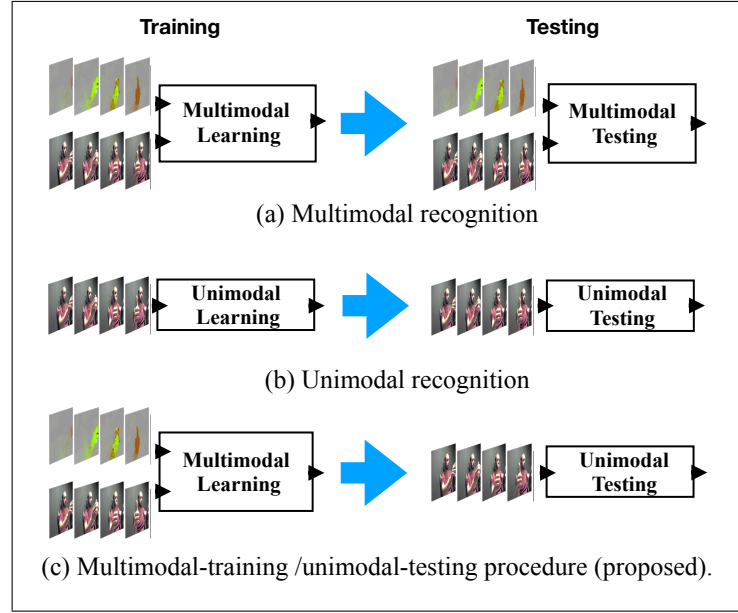 Training Testing
Multimodal
Learning
Multimodal
Testing
(a) Multimodal recognition
Unimodal
Learning
Unimodal
Testing
(b) Unimodal recognition
Multimodal
Learning
Unimodal
Testing
(c) Multimodal-training /unimodal-testing procedure (proposed).